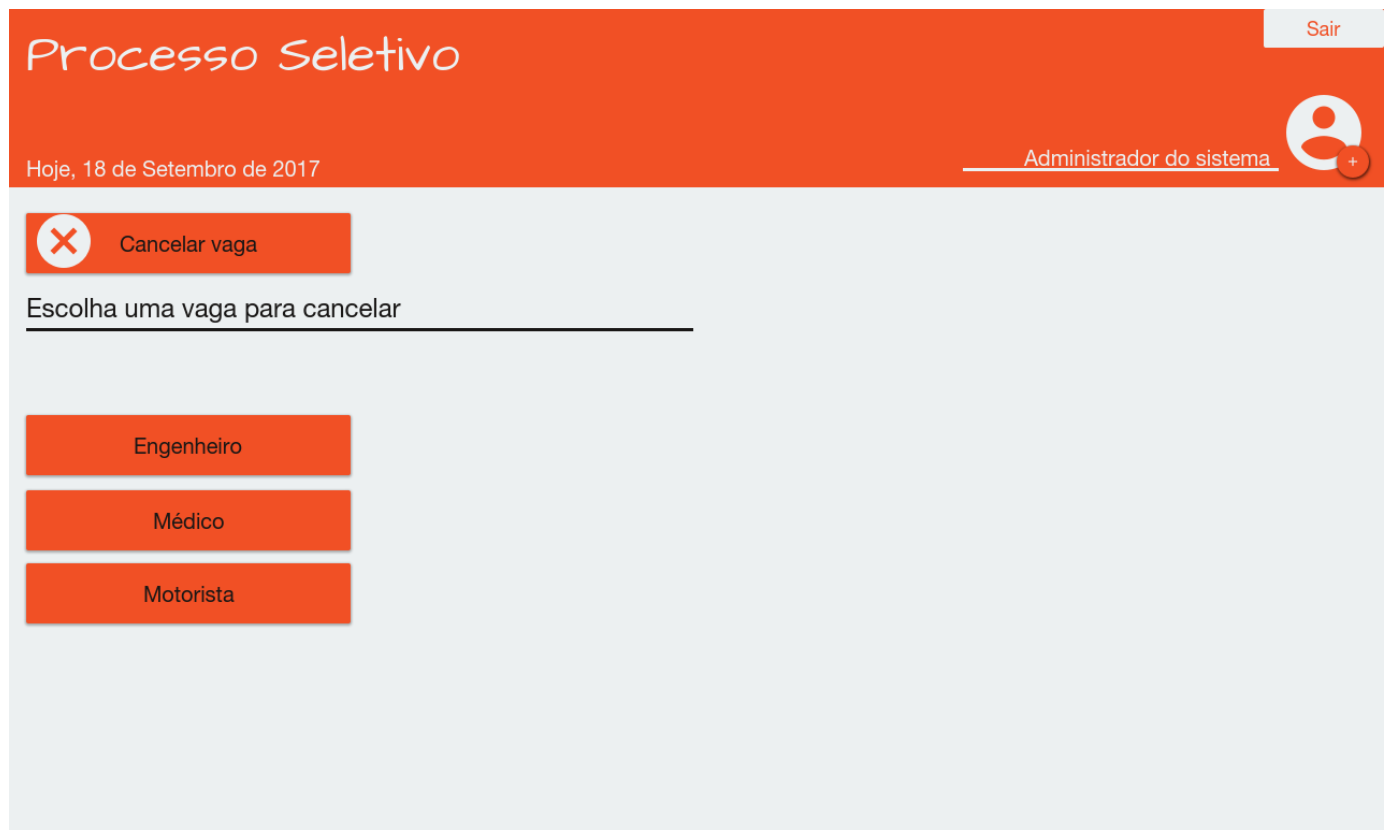 Sair
Processo Seletivo
Administrador do sistema
+
Hoje, 18 de Setembro de 2017
Cancelar vaga
Escolha uma vaga para cancelar
Engenheiro
Médico
Motorista